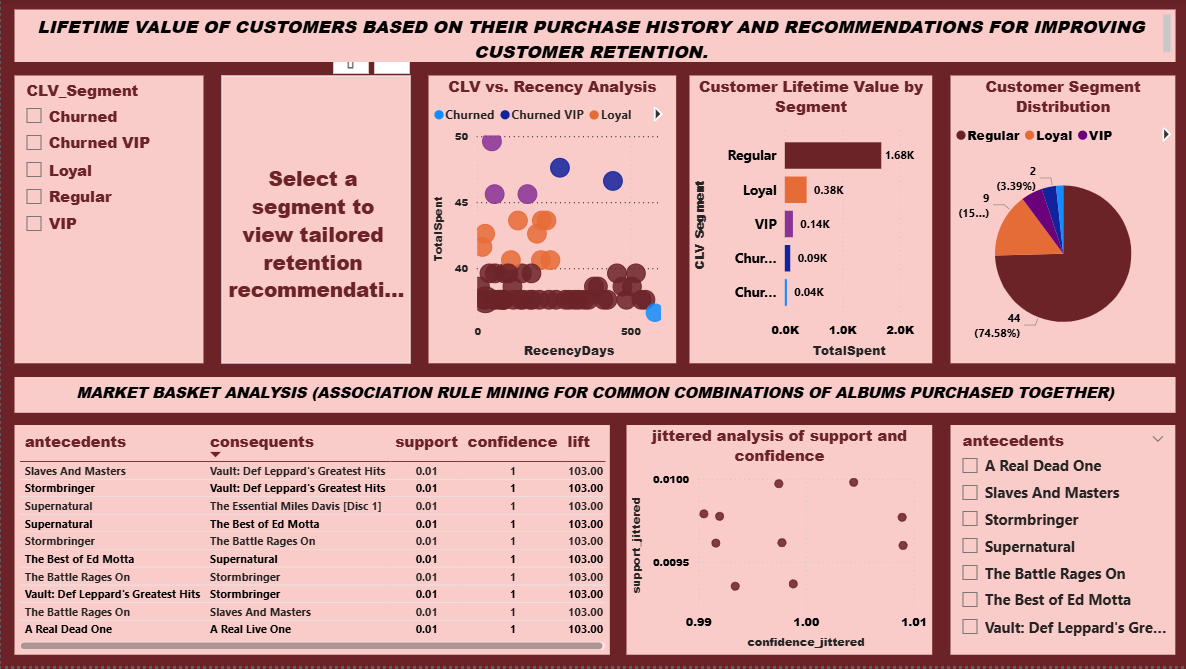 LIFETIME VALUE OF CUSTOMERS BASED ON THEIR PURCHASE HISTORY AND RECOMMENDATIONS FOR IMPROVING
CUSTOMER RETENTION.
CLV_Segment
Churned
Churned VIP
Loyal
Regular
VIP
Select a
segment to
view tailored
retention
recommendati...
CLV vs. Recency Analysis
Churned Churned VIP Loyal
TotalSpent
50
45
40
0 500
RecencyDays
Customer Lifetime Value by
Segment
CLV Segment
Regular 1.68K
Loyal 0.38K
VIP 0.14K
Chur... 0.09K
Chur... 0.04K
0.0K 1.0K 2.0K
TotalSpent
Customer Segment
Distribution
Regular Loyal VIP
2
(3.39%)
9
(15...)
44
(74.58%)
MARKET BASKET ANALYSIS (ASSOCIATION RULE MINING FOR COMMON COMBINATIONS OF ALBUMS PURCHASED TOGETHER)
antecedents consequents support confidence lift
Slaves And Masters Vault: Def Leppard's Greatest Hits 0.01 1 103.00
Stormbringer Vault: Def Leppard's Greatest Hits 0.01 1 103.00
Supernatural The Essential Miles Davis [Disc 1] 0.01 1 103.00
Supernatural The Best of Ed Motta 0.01 1 103.00
Stormbringer The Battle Rages On 0.01 1 103.00
The Best of Ed Motta Supernatural 0.01 1 103.00
The Battle Rages On Stormbringer 0.01 1 103.00
Vault: Def Leppard's Greatest Hits Stormbringer 0.01 1 103.00
The Battle Rages On Slaves And Masters 0.01 1 103.00
A Real Dead One A Real Live One 0.01 1 103.00
jittered analysis of support and
confidence
support_jittered
0.0100
0.0095
0.99 1.00 1.01
confidence_jittered
antecedents
A Real Dead One
Slaves And Masters
Stormbringer
Supernatural
The Battle Rages On
The Best of Ed Motta
Vault: Def Leppard's Gre...